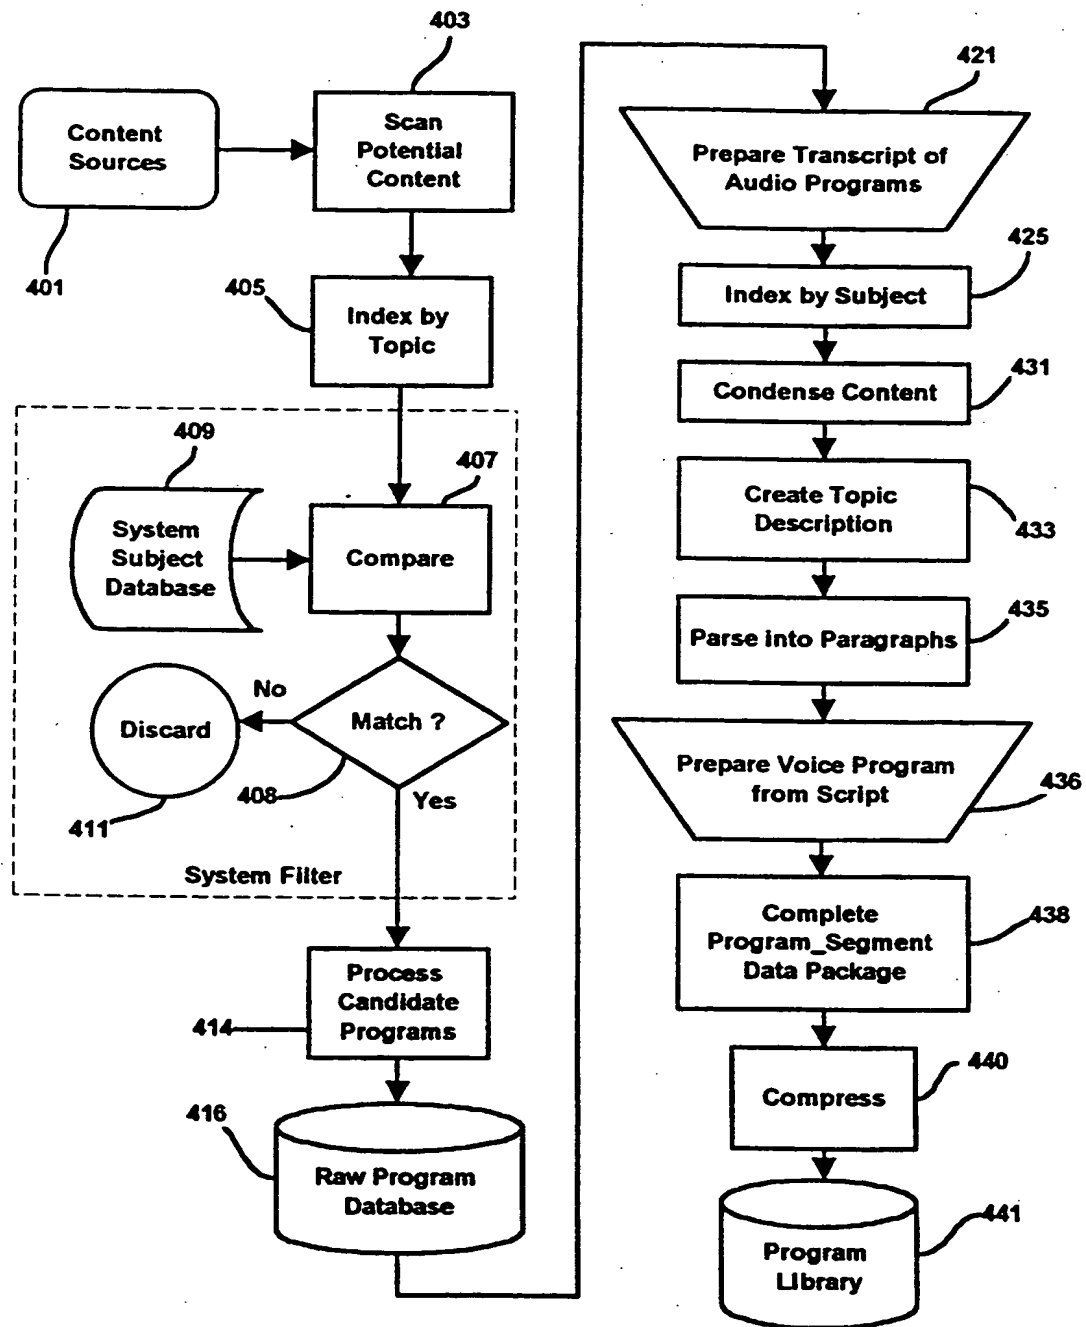 403
Content
Sources
401
Scan
Potential
Content
405
Index by
Topic
409
System
Subject
Database
407
Compare
No
Discard
411
Match ?
408
Yes
System Filter
Process
Candidate
Programs
414
416
Raw Program
Database
421
Prepare Transcript of
Audio Programs
425
Index by Subject
431
Condense Content
Create Topic
Description
433
435
Parse into Paragraphs
Prepare Voice Program
from Script
436
Complete
Program_Segment
Data Package
438
440
Compress
441
Program
Library